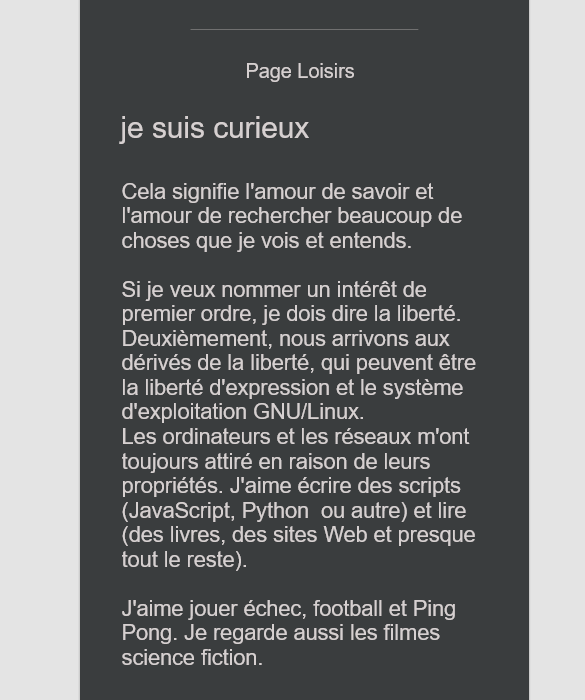 Page Loisirs
je suis curieux
Cela signifie l'amour de savoir et
l'amour de rechercher beaucoup de
choses que je vois et entends.
Si je veux nommer un intérêt de
premier ordre, je dois dire la liberté.
Deuxièmement, nous arrivons aux
dérivés de la liberté, qui peuvent être
la liberté d'expression et le système
d'exploitation GNU/Linux.
Les ordinateurs et les réseaux m'ont
toujours attiré en raison de leurs
propriétés. J'aime écrire des scripts
(JavaScript, Python  ou autre) et lire
(des livres, des sites Web et presque
tout le reste).
J'aime jouer échec, football et Ping
Pong. Je regarde aussi les filmes
science fiction.